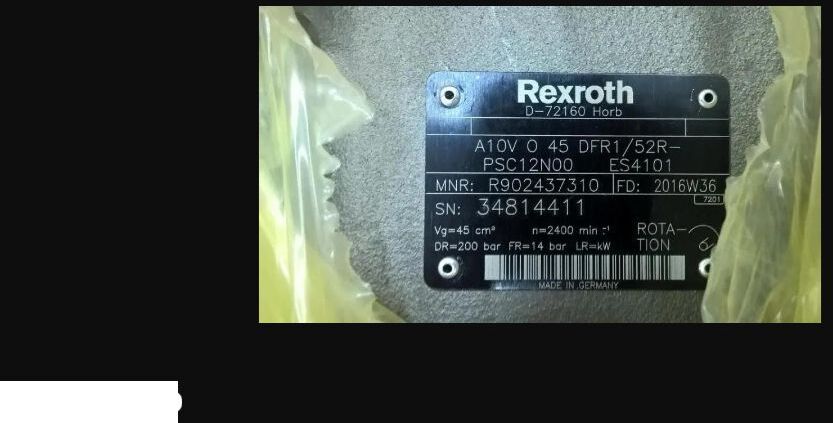 Rexroth
D-72160 Horb
A10V O 45 DFR1/52R-
PSC12N00 ES4101
MNR: R902437310 FD: 2016W36
7201
SN: 34814411
Vg=45 cm³ n=2400 min⁻¹ ROTA-
DR=200 bar FR=14 bar LR=kW TION
MADE IN GERMANY